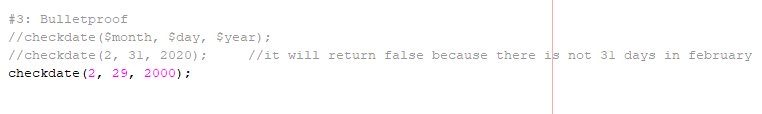 #3: Bulletproof
//checkdate($month, $day, $year);
//checkdate(2, 31, 2020);     //it will return false because there is not 31 days in february
checkdate(2, 29, 2000);